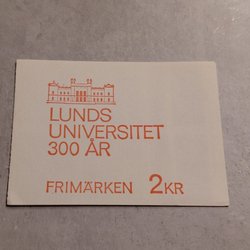 LUNDS
UNIVERSITET
300 ÅR
FRIMÄRKEN 2KR